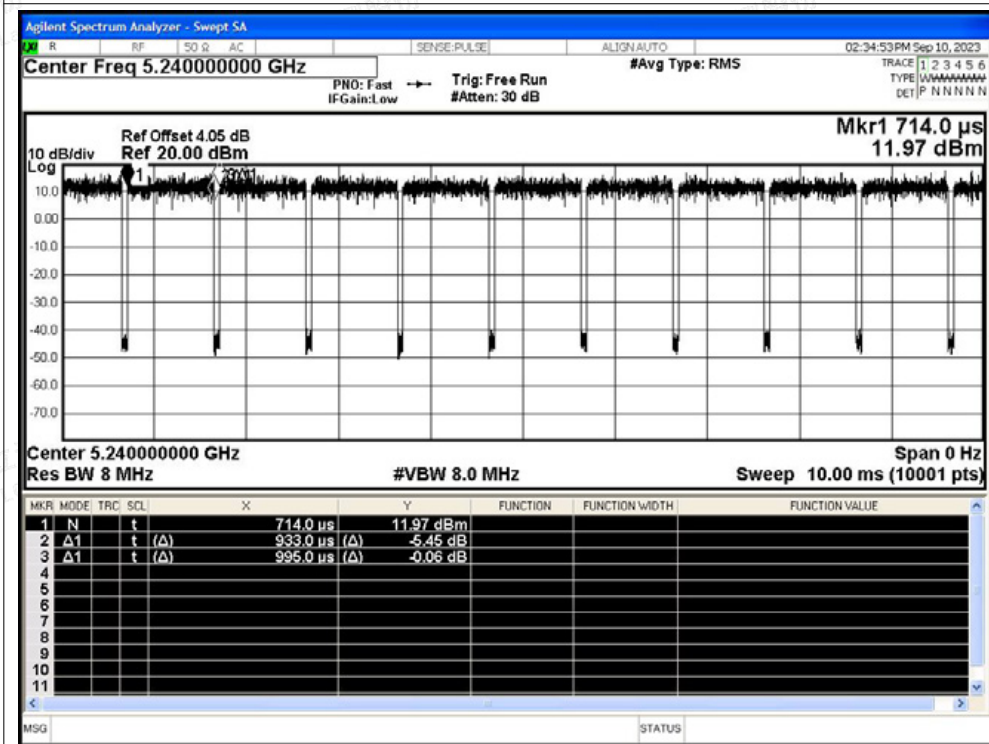 Agilent Spectrum Analyzer - Swept SA
R RF 50 Ω AC SENSE:PULSE ALIGN AUTO 02:34:53 PM Sep 10, 2023
Center Freq 5.240000000 GHz
PNO: Fast
IFGain:Low
Trig: Free Run
#Atten: 30 dB
#Avg Type: RMS
TRACE 1 2 3 4 5 6
TYPE WWWWWW
DET P N N N N N
Mkr1 714.0 µs
11.97 dBm
Ref Offset 4.05 dB
10 dB/div Ref 20.00 dBm
Log
1
10.0
0.00
-10.0
-20.0
-30.0
-40.0
-50.0
-60.0
-70.0
Center 5.240000000 GHz Span 0 Hz
Res BW 8 MHz #VBW 8.0 MHz Sweep 10.00 ms (10001 pts)
MKR MODE TRC SCL X Y FUNCTION FUNCTION WIDTH FUNCTION VALUE
1 N t 714.0 µs 11.97 dBm
2 Δ1 t (Δ) 933.0 µs (Δ) -5.45 dB
3 Δ1 t (Δ) 995.0 µs (Δ) -0.06 dB
4
5
6
7
8
9
10
11
MSG STATUS